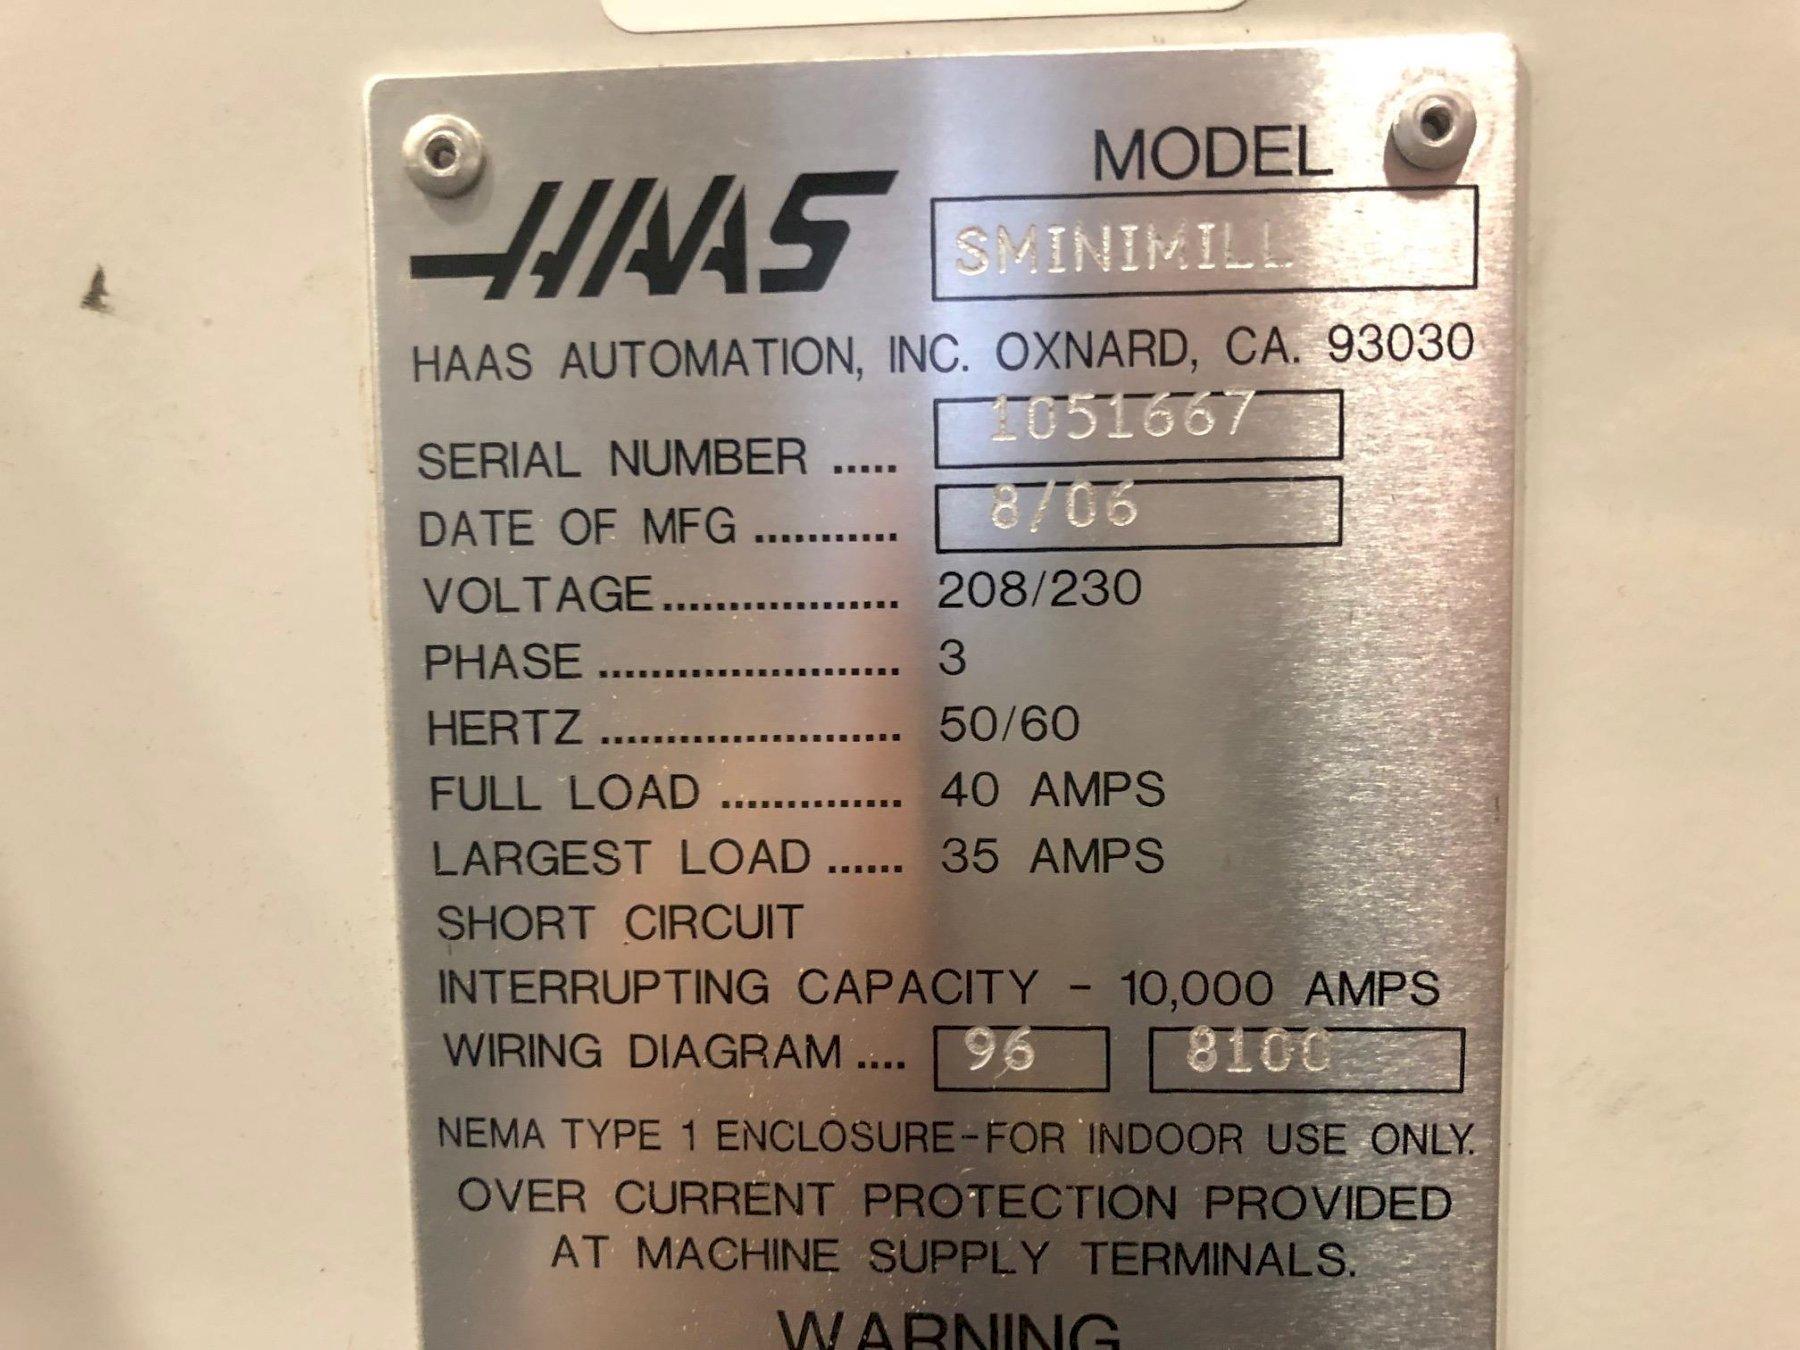 HAAS
MODEL
SMINIMILL
HAAS AUTOMATION, INC. OXNARD, CA. 93030
SERIAL NUMBER ..... 1051667
DATE OF MFG ........... 8/06
VOLTAGE.................. 208/230
PHASE ....................... 3
HERTZ ....................... 50/60
FULL LOAD .............. 40 AMPS
LARGEST LOAD ...... 35 AMPS
SHORT CIRCUIT
INTERRUPTING CAPACITY - 10,000 AMPS
WIRING DIAGRAM .... 96 8100
NEMA TYPE 1 ENCLOSURE-FOR INDOOR USE ONLY.
OVER CURRENT PROTECTION PROVIDED
AT MACHINE SUPPLY TERMINALS.
WARNING